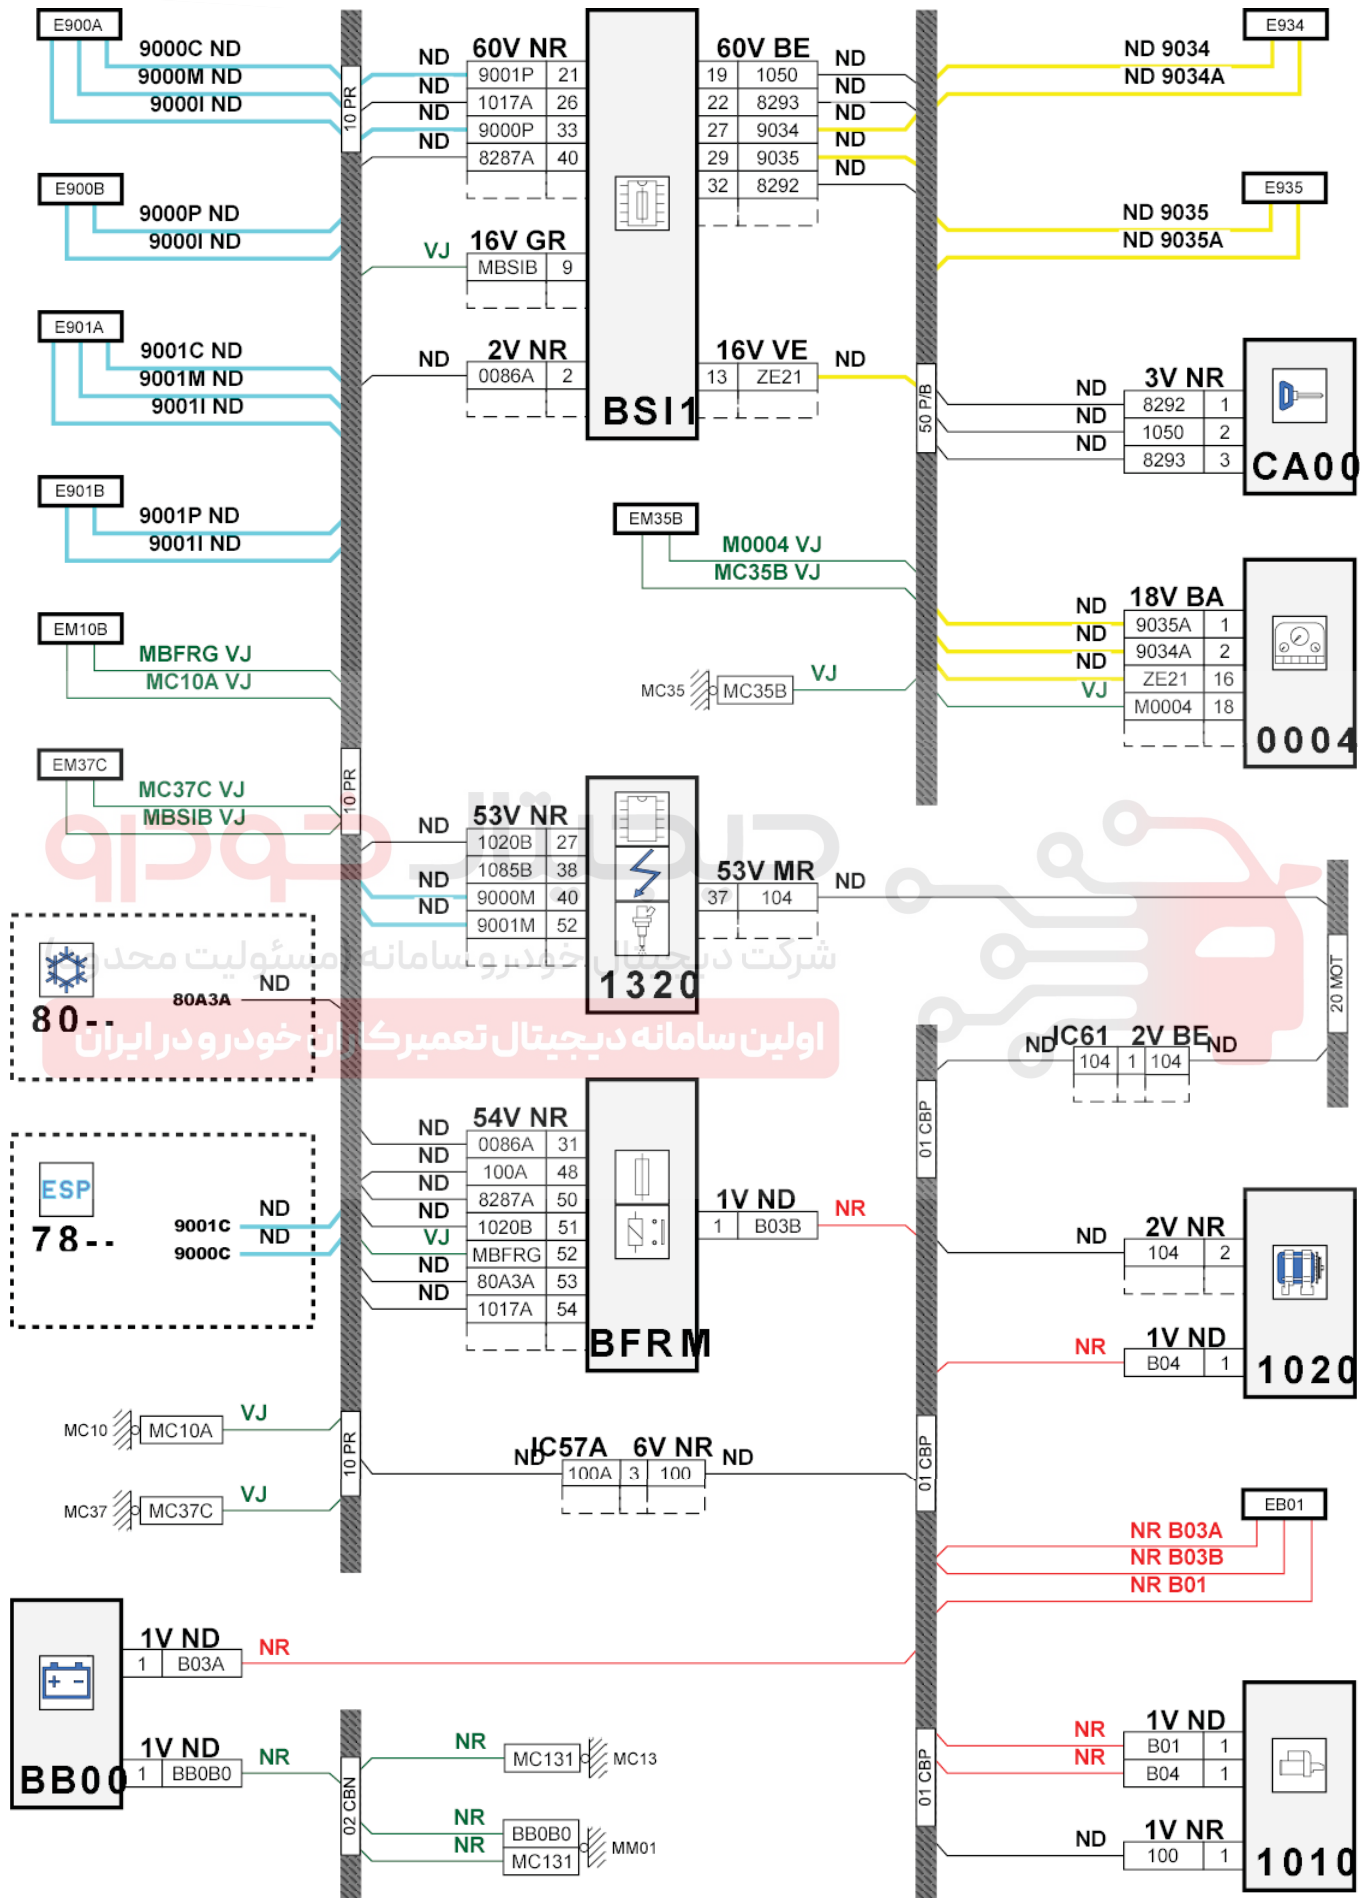 E900A
9000C ND
9000M ND
9000I ND
10 PR
E900B
9000P ND
9000I ND
E901A
9001C ND
9001M ND
9001I ND
E901B
9001P ND
9001I ND
EM10B
MBFRG VJ
MC10A VJ
EM37C
MC37C VJ
MBSIB VJ
10 PR
60V NR
ND 9001P 21
ND 1017A 26
ND 9000P 33
ND 8287A 40
16V GR
VJ MBSIB 9
2V NR
ND 0086A 2
BSI1
60V BE
19 1050 ND
22 8293 ND
27 9034 ND
29 9035 ND
32 8292 ND
16V VE
13 ZE21 ND
50 P/B
E934
ND 9034
ND 9034A
E935
ND 9035
ND 9035A
3V NR
ND 8292 1
ND 1050 2
ND 8293 3
CA00
EM35B
M0004 VJ
MC35B VJ
MC35 MC35B VJ
18V BA
ND 9035A 1
ND 9034A 2
ND ZE21 16
VJ M0004 18
0004
53V NR
ND 1020B 27
1085B 38
ND 9000M 40
ND 9001M 52
1320
53V MR
37 104 ND
20 MOT
دیجیتال خودرو
شرکت دیجیتال خودرو سامانه (مسئولیت محدود)
اولین سامانه دیجیتال تعمیرکاران خودرو در ایران
80--
80A3A ND
ND IC61 2V BE ND
104 1 104
01 CBP
ESP
78--
9001C ND
9000C ND
54V NR
ND 0086A 31
ND 100A 48
ND 8287A 50
ND 1020B 51
VJ MBFRG 52
ND 80A3A 53
ND 1017A 54
BFRM
1V ND
1 B03B NR
2V NR
ND 104 2
1V ND
NR B04 1
1020
MC10 MC10A VJ
10 PR
MC37 MC37C VJ
ND IC57A 6V NR ND
100A 3 100
01 CBP
EB01
NR B03A
NR B03B
NR B01
BB00
1V ND
1 B03A NR
1V ND
1 BB0B0 NR
02 CBN
NR MC131 MC13
NR BB0B0
NR MC131
MM01
01 CBP
1V ND
NR B01 1
NR B04 1
1V NR
ND 100 1
1010